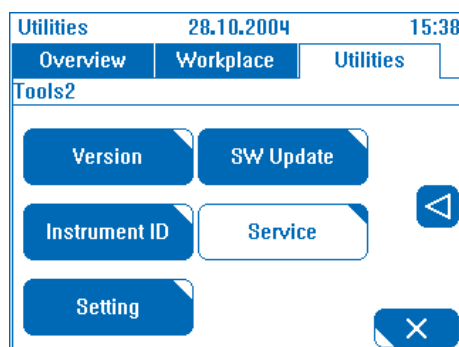 Utilities 28.10.2004 15:38
Overview Workplace Utilities
Tools2
Version SW Update
Instrument ID Service
Setting